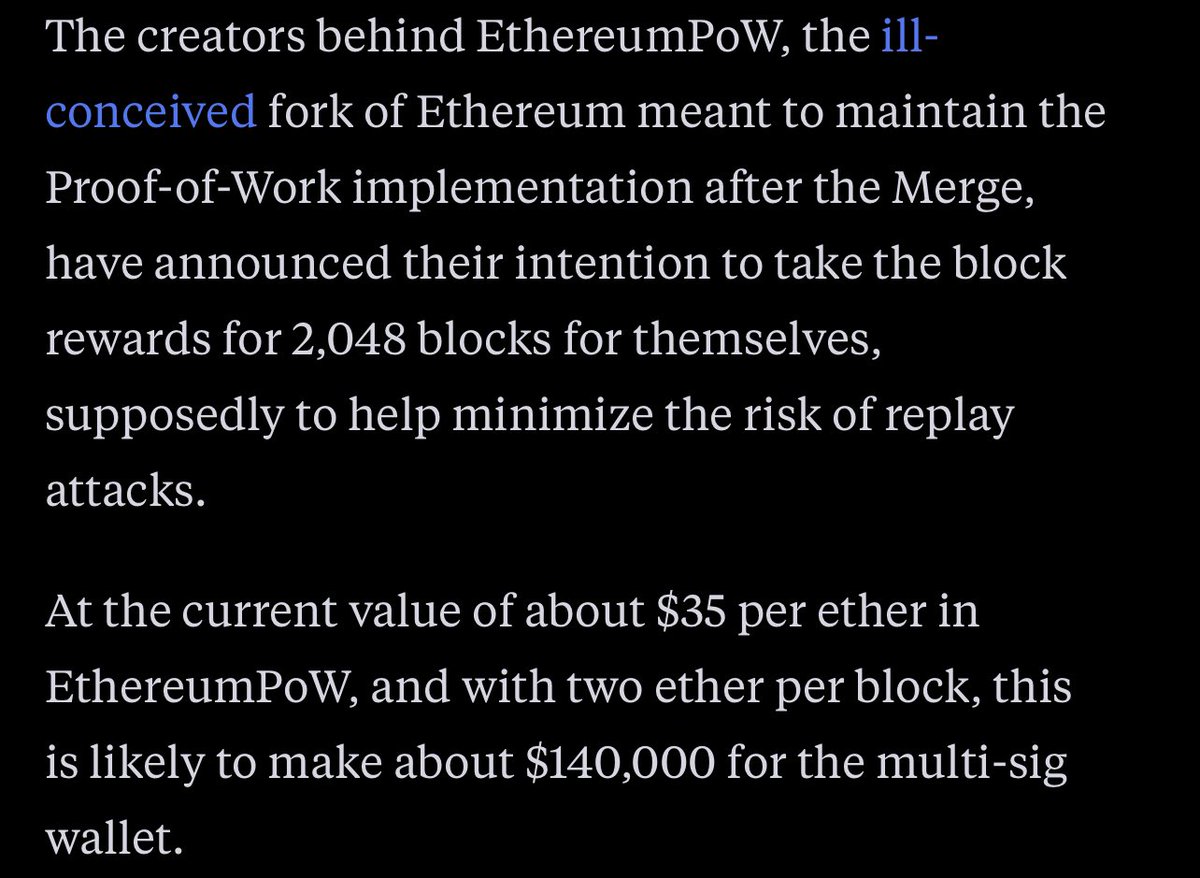 The creators behind EthereumPoW, the ill-
conceived fork of Ethereum meant to maintain the
Proof-of-Work implementation after the Merge,
have announced their intention to take the block
rewards for 2,048 blocks for themselves,
supposedly to help minimize the risk of replay
attacks.
At the current value of about $35 per ether in
EthereumPoW, and with two ether per block, this
is likely to make about $140,000 for the multi-sig
wallet.